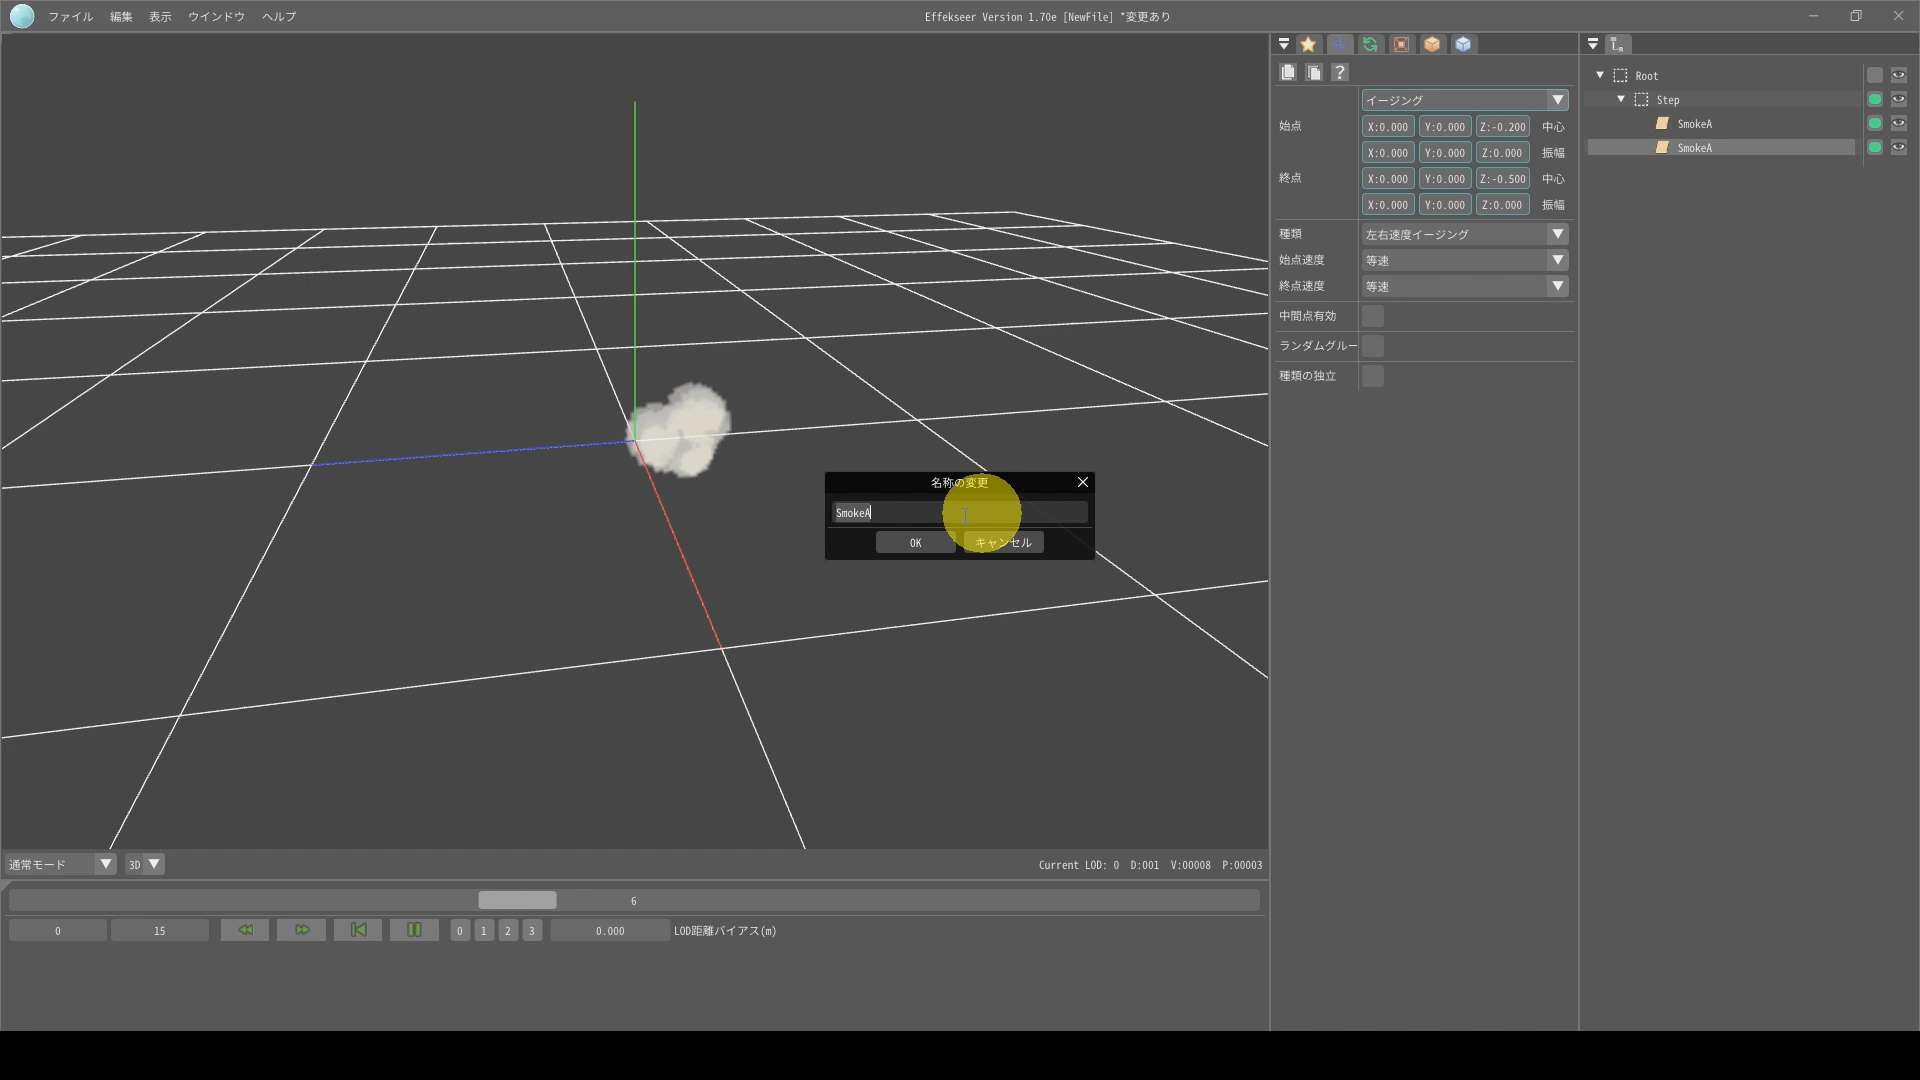 ファイル 編集 表示 ウインドウ ヘルプ
Effekseer Version 1.70e [NewFile] *変更あり
イージング
始点 X:0.000 Y:0.000 Z:-0.200 中心
X:0.000 Y:0.000 Z:0.000 振幅
終点 X:0.000 Y:0.000 Z:-0.500 中心
X:0.000 Y:0.000 Z:0.000 振幅
種類 左右速度イージング
始点速度 等速
終点速度 等速
中間点有効
ランダムグルー
種類の独立
Root
Step
SmokeA
SmokeA
名称の変更
SmokeA
OK キャンセル
通常モード 3D
Current LOD: 0 D:001 V:00008 P:00003
6
0 15 0 1 2 3 0.000 LOD距離バイアス(m)